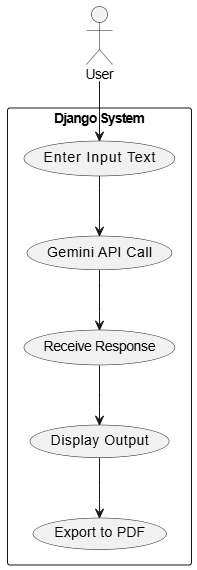 User
Django System
Enter Input Text
Gemini API Call
Receive Response
Display Output
Export to PDF